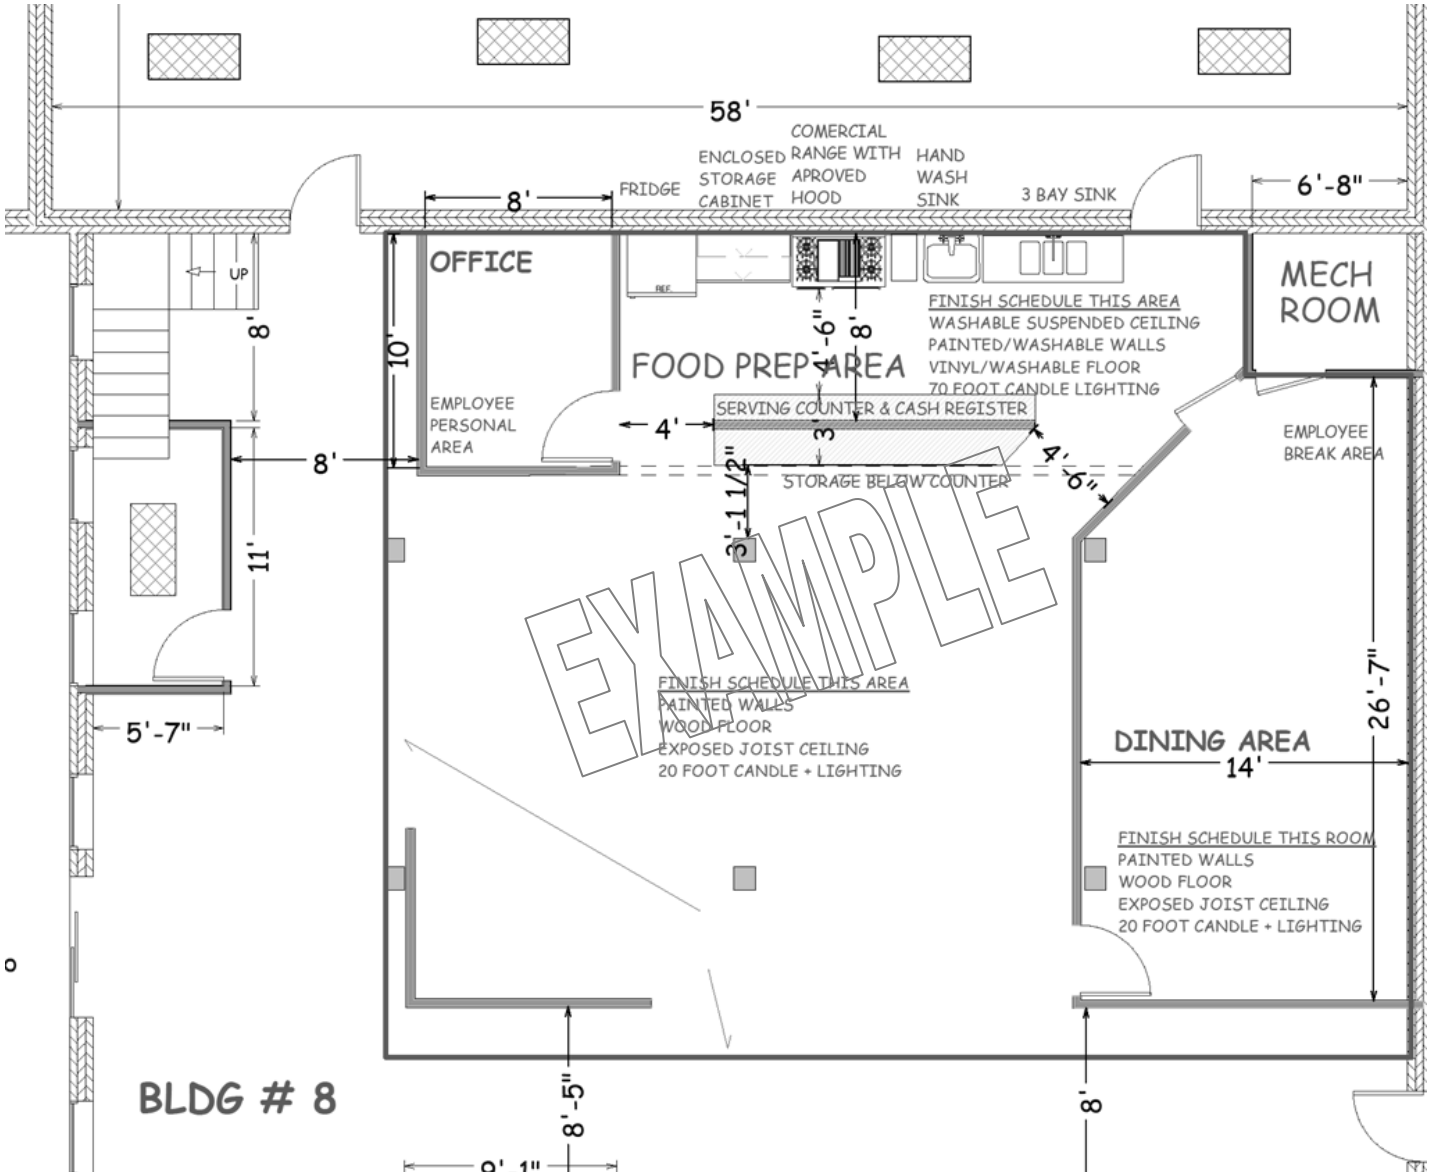 58'
COMERCIAL
RANGE WITH
APROVED
HOOD
ENCLOSED
STORAGE
CABINET
HAND
WASH
SINK
FRIDGE
3 BAY SINK
8'
6'-8"
OFFICE
UP
REF.
MECH
ROOM
8'
10'
4'-6"
8'
FINISH SCHEDULE THIS AREA
WASHABLE SUSPENDED CEILING
PAINTED/WASHABLE WALLS
VINYL/WASHABLE FLOOR
70 FOOT CANDLE LIGHTING
FOOD PREP AREA
EMPLOYEE
PERSONAL
AREA
SERVING COUNTER & CASH REGISTER
4'
3'
EMPLOYEE
BREAK AREA
8'
4'-6"
STORAGE BELOW COUNTER
3'-1 1/2"
11'
EXAMPLE
FINISH SCHEDULE THIS AREA
PAINTED WALLS
WOOD FLOOR
EXPOSED JOIST CEILING
20 FOOT CANDLE + LIGHTING
26'-7"
5'-7"
DINING AREA
14'
FINISH SCHEDULE THIS ROOM
PAINTED WALLS
WOOD FLOOR
EXPOSED JOIST CEILING
20 FOOT CANDLE + LIGHTING
BLDG # 8
8'-5"
8'
9'-1"